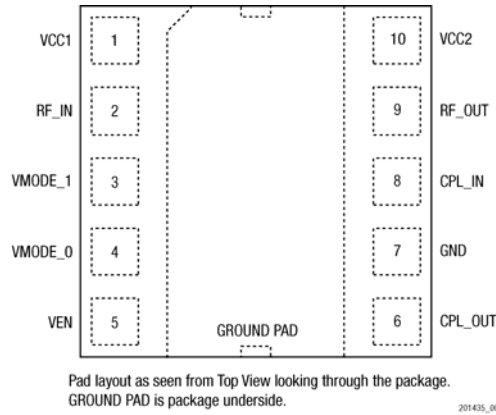 VCC1 1 10 VCC2
RF_IN 2 9 RF_OUT
VMODE_1 3 8 CPL_IN
VMODE_0 4 7 GND
VEN 5 GROUND PAD 6 CPL_OUT
Pad layout as seen from Top View looking through the package.
GROUND PAD is package underside.